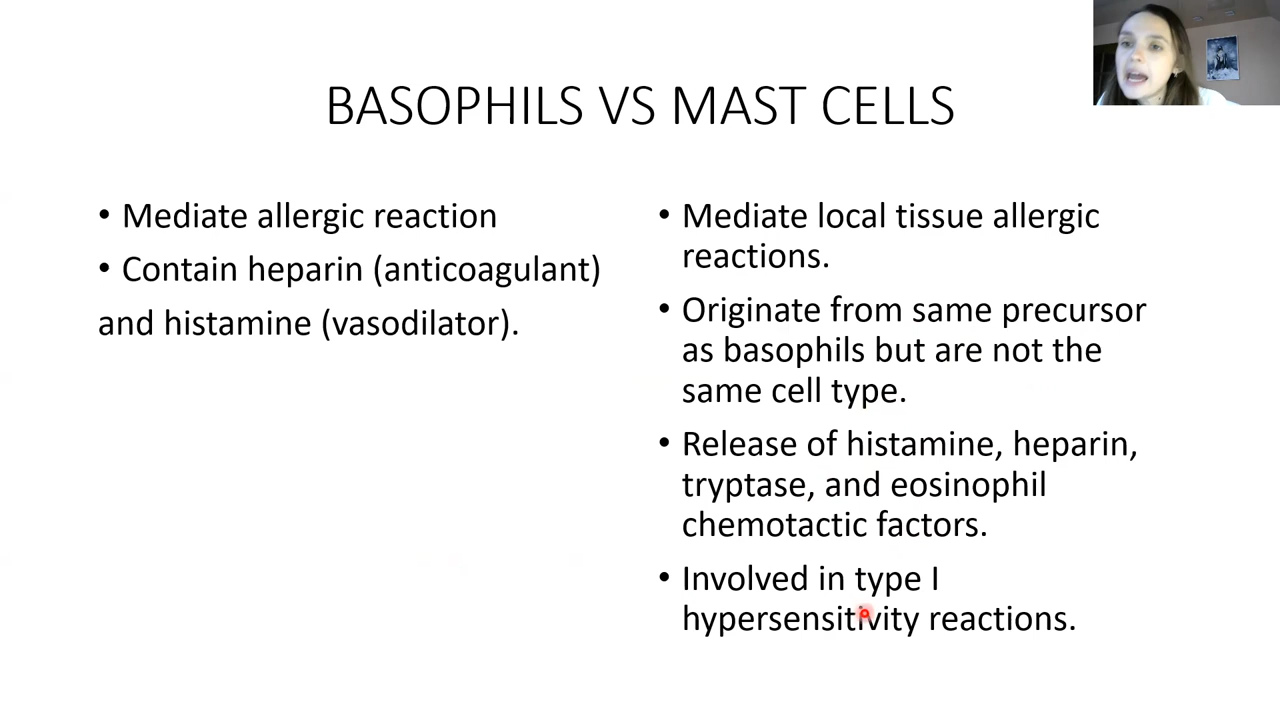 BASOPHILS VS MAST CELLS
• Mediate allergic reaction
• Contain heparin (anticoagulant)
and histamine (vasodilator).
• Mediate local tissue allergic
reactions.
• Originate from same precursor
as basophils but are not the
same cell type.
• Release of histamine, heparin,
tryptase, and eosinophil
chemotactic factors.
• Involved in type I
hypersensitivity reactions.